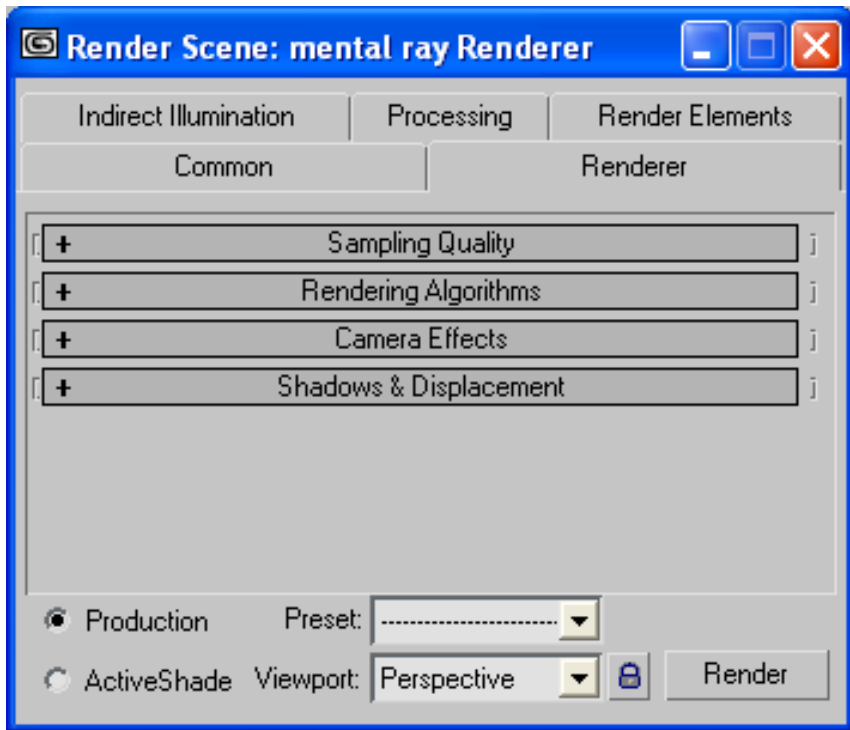 Render Scene: mental ray Renderer
Indirect Illumination Processing Render Elements
Common Renderer
+ Sampling Quality
+ Rendering Algorithms
+ Camera Effects
+ Shadows & Displacement
Production Preset: --------------------
ActiveShade Viewport: Perspective Render